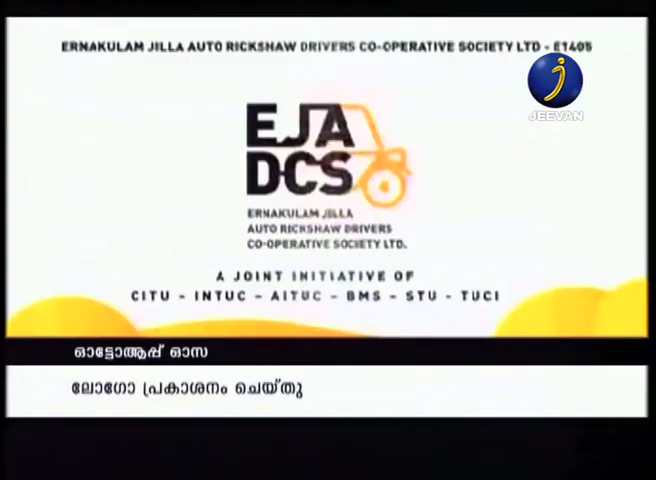 ERNAKULAM JILLA AUTO RICKSHAW DRIVERS CO-OPERATIVE SOCIETY LTD - E1405
JEEVAN
EJA
DCS
ERNAKULAM JILLA
AUTO RICKSHAW DRIVERS
CO-OPERATIVE SOCIETY LTD.
A JOINT INITIATIVE OF
CITU - INTUC - AITUC - BMS - STU - TUCI
ഓട്ടോആപ്പ് ഓസ
ലോഗോ പ്രകാശനം ചെയ്തു